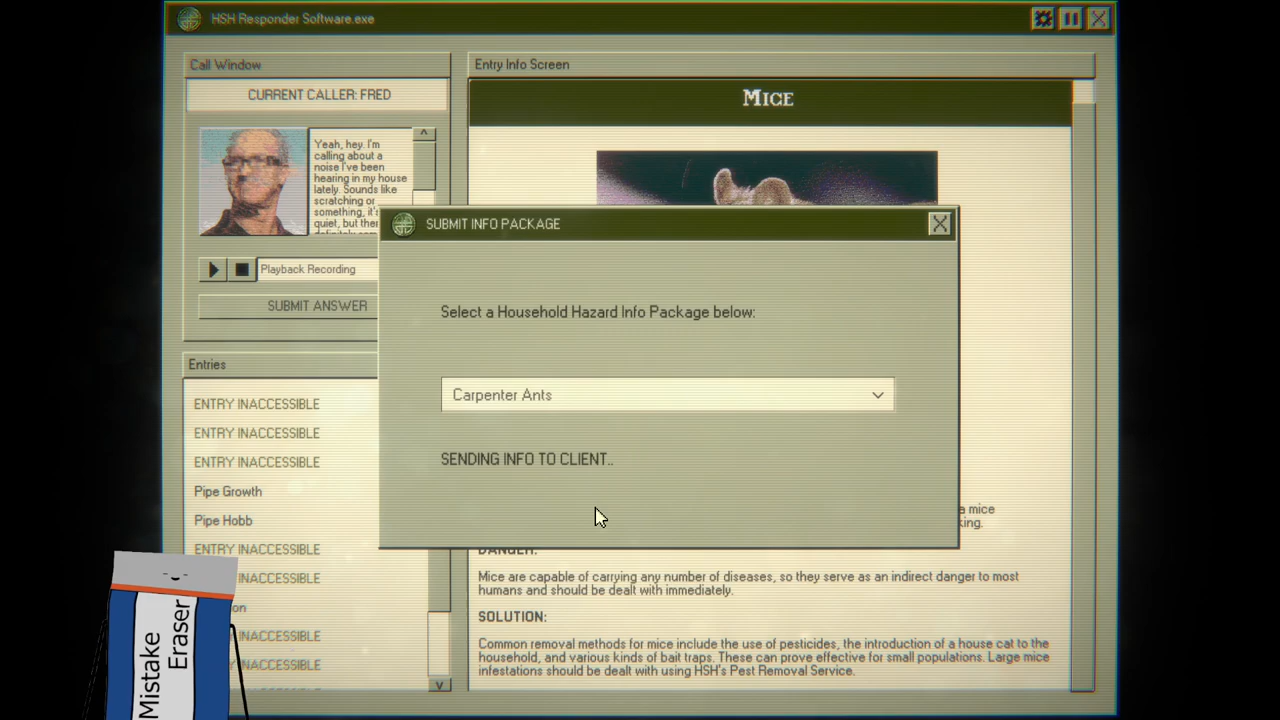 HSH Responder Software.exe
Call Window
CURRENT CALLER: FRED
Yeah, hey. I'm
calling about a
noise I've been
hearing in my house
lately. Sounds like
scratching or
something, it's
quiet, but
Playback Recording
SUBMIT ANSWER
Entries
ENTRY INACCESSIBLE
ENTRY INACCESSIBLE
ENTRY INACCESSIBLE
Pipe Growth
Pipe Hobb
ENTRY INACCESSIBLE
INACCESSIBLE
on
INACCESSIBLE
INACCESSIBLE
Entry Info Screen
MICE
SUBMIT INFO PACKAGE
Select a Household Hazard Info Package below:
Carpenter Ants
SENDING INFO TO CLIENT..
a mice
king.
DANGER:
Mice are capable of carrying any number of diseases, so they serve as an indirect danger to most
humans and should be dealt with immediately.
SOLUTION:
Common removal methods for mice include the use of pesticides, the introduction of a house cat to the
household, and various kinds of bait traps. These can prove effective for small populations. Large mice
infestations should be dealt with using HSH's Pest Removal Service.
Mistake
Eraser